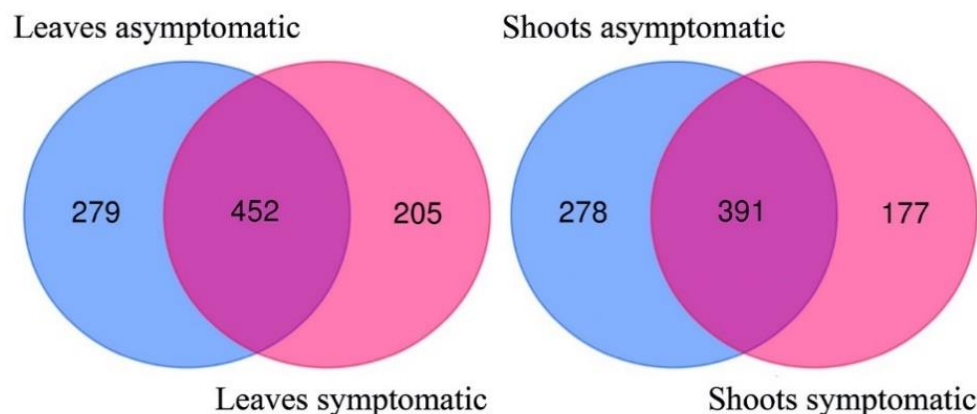 Leaves asymptomatic
Shoots asymptomatic
279 452 205
278 391 177
Leaves symptomatic
Shoots symptomatic